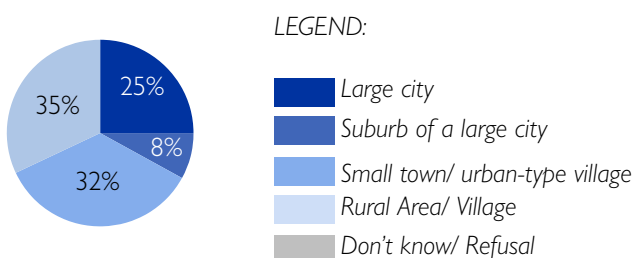 LEGEND:
25%
35%
8%
32%
Large city
Suburb of a large city
Small town/ urban-type village
Rural Area/ Village
Don't know/ Refusal